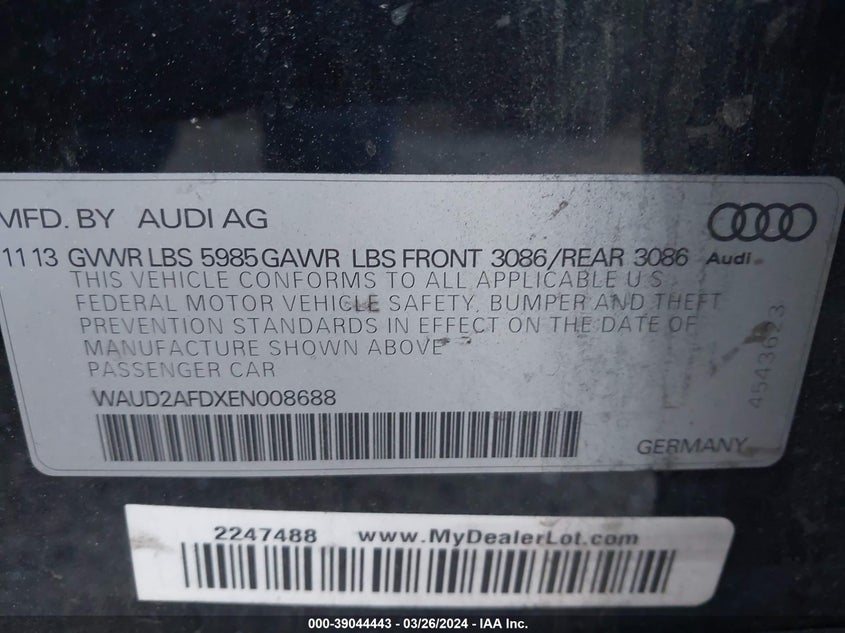 MFD. BY AUDI AG
11 13 GVWR LBS 5985 GAWR LBS FRONT 3086/REAR 3086
Audi
THIS VEHICLE CONFORMS TO ALL APPLICABLE U.S.
FEDERAL MOTOR VEHICLE SAFETY, BUMPER AND THEFT
PREVENTION STANDARDS IN EFFECT ON THE DATE OF
MANUFACTURE SHOWN ABOVE
PASSENGER CAR
4543623
WAUD2AFDXEN008688
GERMANY
2247488 www.MyDealerLot.com
000-39044443 - 03/26/2024 - IAA Inc.